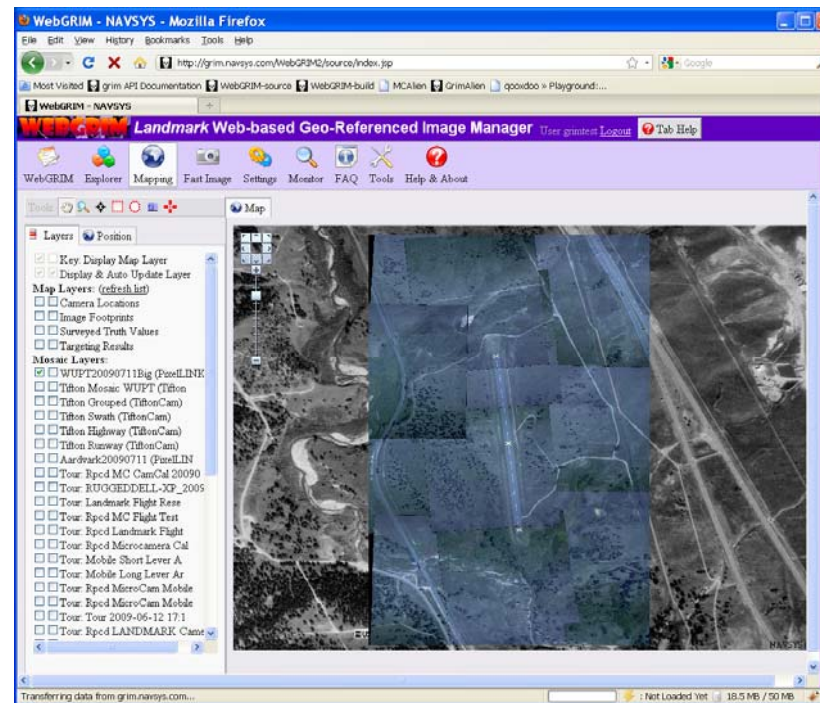 WebGRIM - NAVSYS - Mozilla Firefox
File Edit View History Bookmarks Tools Help
http://grim.navsys.com/WebGRIM2/source/index.jsp
Google
Most Visited grim API Documentation WebGRIM-source WebGRIM-build MCAlien GrimAlien qooxdoo » Playground:...
WebGRIM - NAVSYS
WEBGRIM Landmark Web-based Geo-Referenced Image Manager User grimtest Logout Tab Help
WebGRIM Explorer Mapping Fast Image Settings Monitor FAQ Tools Help & About
Tools:
Map
Layers Position
Key: Display Map Layer
Display & Auto Update Layer
Map Layers: (refresh list)
Camera Locations
Image Footprints
Surveyed Truth Values
Targeting Results
Mosaic Layers:
WUPT20090711Big (PixelLINK
Tifton Mosaic WUPT (Tifton
Tifton Grouped (TiftonCam)
Tifton Swath (TiftonCam)
Tifton Highway (TiftonCam)
Tifton Runway (TiftonCam)
Aardvark20090711 (PixelLIN
Tour: Rpcd MC CamCal 20090
Tour: RUGGEDDELL-XP_2005
Tour: Landmark Flight Rese
Tour: Rpcd MC Flight Test
Tour: Rpcd Landmark Flight
Tour: Rpcd Microcamera Cal
Tour: Mobile Short Lever A
Tour: Mobile Long Lever Ar
Tour: Rpcd MicroCam Mobile
Tour: Rpcd MicroCam Mobile
Tour: Tour 2009-06-12 17:1
Tour: Rpcd LANDMARK Came
NAVSYS
Transferring data from grim.navsys.com...
: Not Loaded Yet 18.5 MB / 50 MB